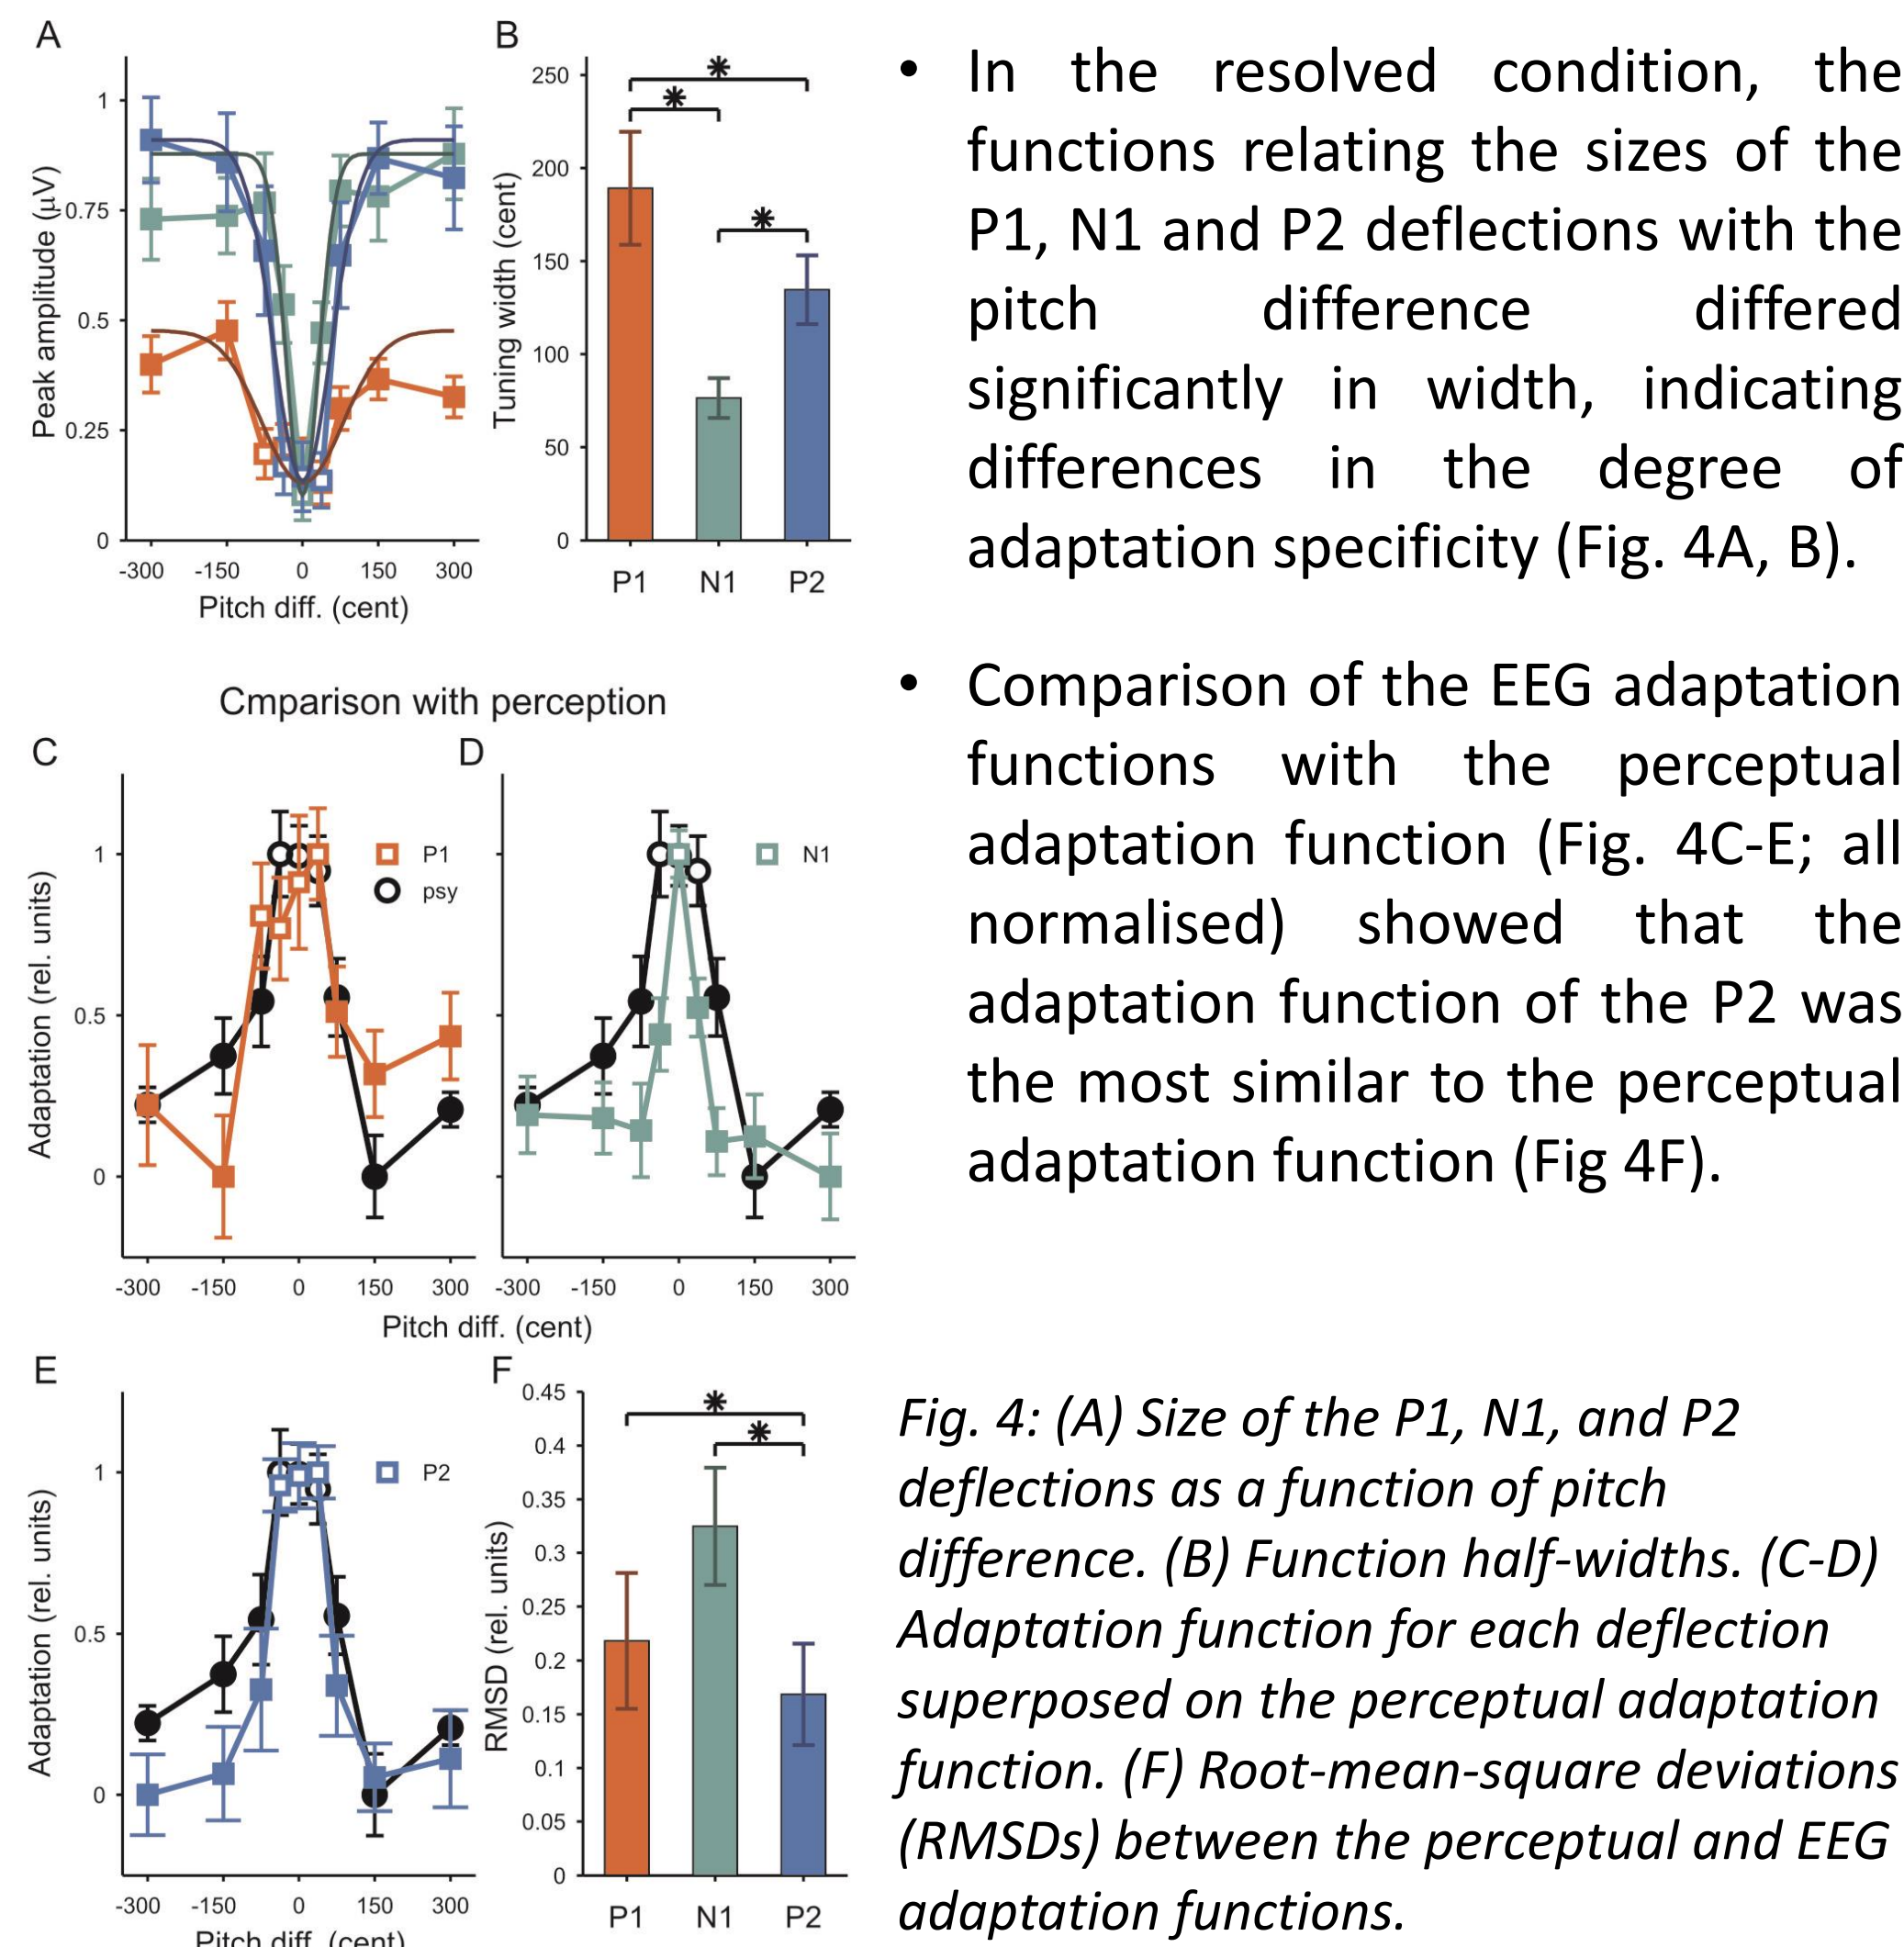 A
B
Peak amplitude (µV)
1
0.75
0.5
0.25
0
-300 -150 0 150 300
Pitch diff. (cent)
Tuning width (cent)
250
200
150
100
50
0
* * *
P1 N1 P2
• In the resolved condition, the
functions relating the sizes of the
P1, N1 and P2 deflections with the
pitch difference differed
significantly in width, indicating
differences in the degree of
adaptation specificity (Fig. 4A, B).
Cmparison with perception
C
D
Adaptation (rel. units)
1
0.5
0
P1
psy
N1
-300 -150 0 150 300
-300 -150 0 150 300
Pitch diff. (cent)
• Comparison of the EEG adaptation
functions with the perceptual
adaptation function (Fig. 4C-E; all
normalised) showed that the
adaptation function of the P2 was
the most similar to the perceptual
adaptation function (Fig 4F).
E
F
Adaptation (rel. units)
1
0.5
0
P2
-300 -150 0 150 300
Pitch diff. (cent)
RMSD (rel. units)
0.45
0.4
0.35
0.3
0.25
0.2
0.15
0.1
0.05
0
* *
P1 N1 P2
Fig. 4: (A) Size of the P1, N1, and P2
deflections as a function of pitch
difference. (B) Function half-widths. (C-D)
Adaptation function for each deflection
superposed on the perceptual adaptation
function. (F) Root-mean-square deviations
(RMSDs) between the perceptual and EEG
adaptation functions.